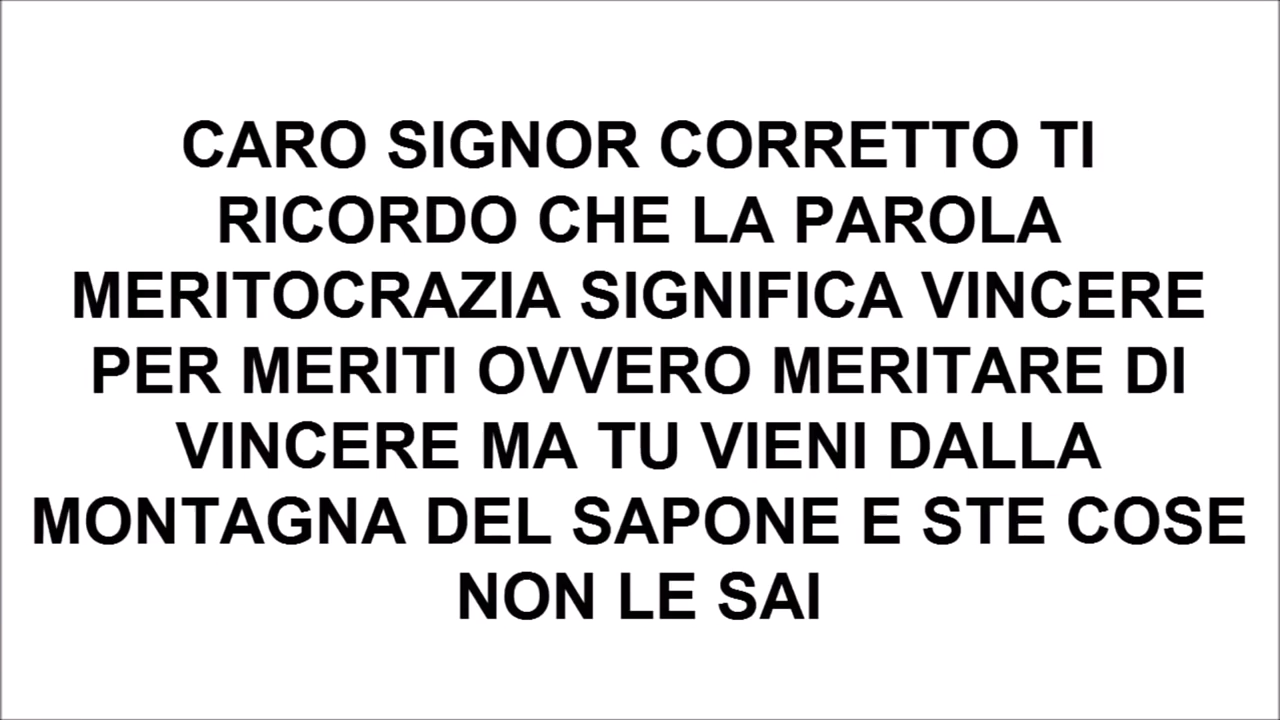 CARO SIGNOR CORRETTO TI
RICORDO CHE LA PAROLA
MERITOCRAZIA SIGNIFICA VINCERE
PER MERITI OVVERO MERITARE DI
VINCERE MA TU VIENI DALLA
MONTAGNA DEL SAPONE E STE COSE
NON LE SAI